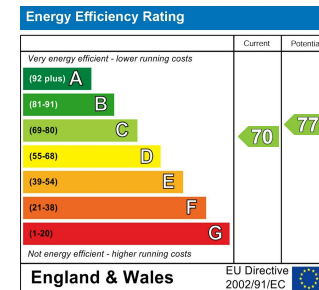 Energy Efficiency Rating
Current Potentia
Very energy efficient - lower running costs
(92 plus) A
(81-91) B
(69-80) C
70
77
(55-68) D
(39-54) E
(21-38) F
(1-20) G
Not energy efficient - higher running costs
England & Wales
EU Directive
2002/91/EC